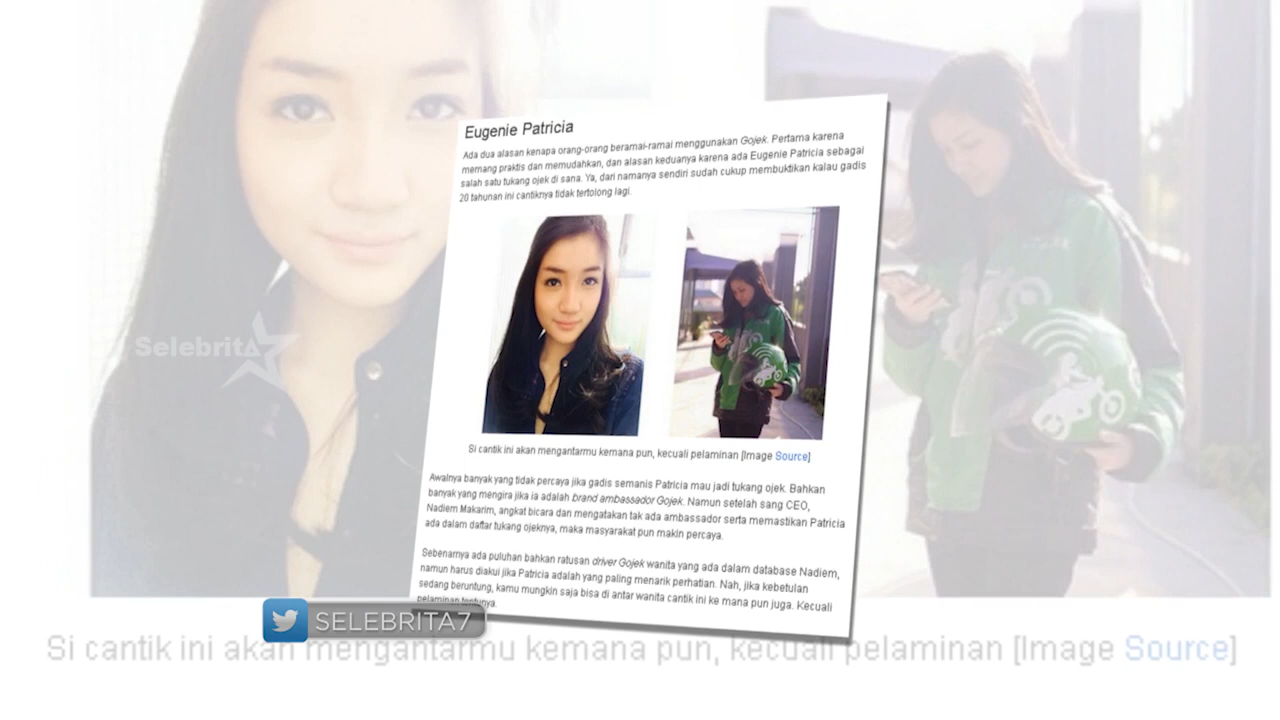 Eugenie Patricia
Ada dua alasan kenapa orang-orang beramai-ramai menggunakan Gojek. Pertama karena
memang praktis dan memudahkan, dan alasan keduanya karena ada Eugenie Patricia sebagai
salah satu tukang ojek di sana. Ya, dari namanya sendiri sudah cukup membuktikan kalau gadis
20 tahunan ini cantiknya tidak tertolong lagi.
Selebrita7
Si cantik ini akan mengantarmu kemana pun, kecuali pelaminan [Image Source]
Awalnya banyak yang tidak percaya jika gadis semanis Patricia mau jadi tukang ojek. Bahkan
banyak yang mengira jika ia adalah brand ambassador Gojek. Namun setelah sang CEO,
Nadiem Makarim, angkat bicara dan mengatakan tak ada ambassador serta memastikan Patricia
ada dalam daftar tukang ojeknya, maka masyarakat pun makin percaya.
Sebenarnya ada puluhan bahkan ratusan driver Gojek wanita yang ada dalam database Nadiem,
namun harus diakui jika Patricia adalah yang paling menarik perhatian. Nah, jika kebetulan
sedang beruntung, kamu mungkin saja bisa di antar wanita cantik ini ke mana pun juga. Kecuali
pelaminan tentunya.
SELEBRITA7
Si cantik ini akan mengantarmu kemana pun, kecuali pelaminan [Image Source]